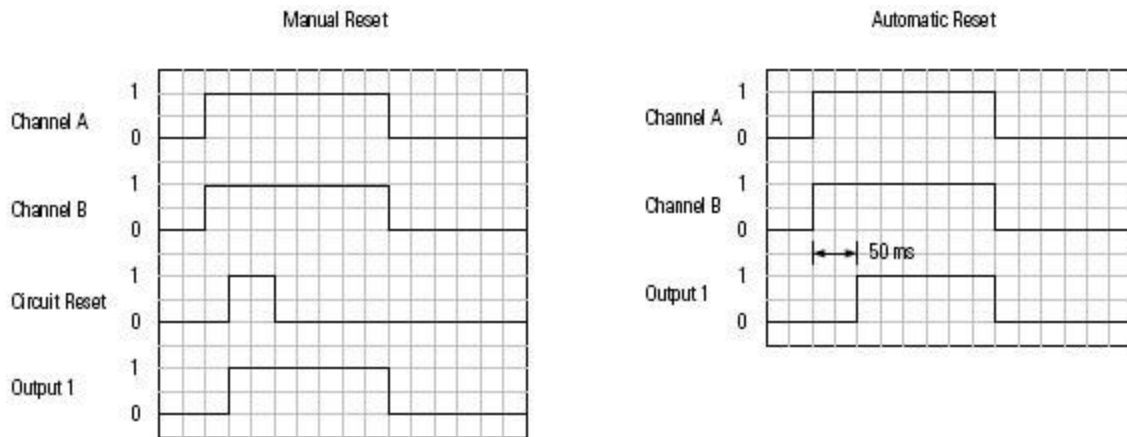 Manual Reset
Channel A
1
0
Channel B
1
0
Circuit Reset
1
0
Output 1
1
0
Automatic Reset
Channel A
1
0
Channel B
1
0
50 ms
Output 1
1
0